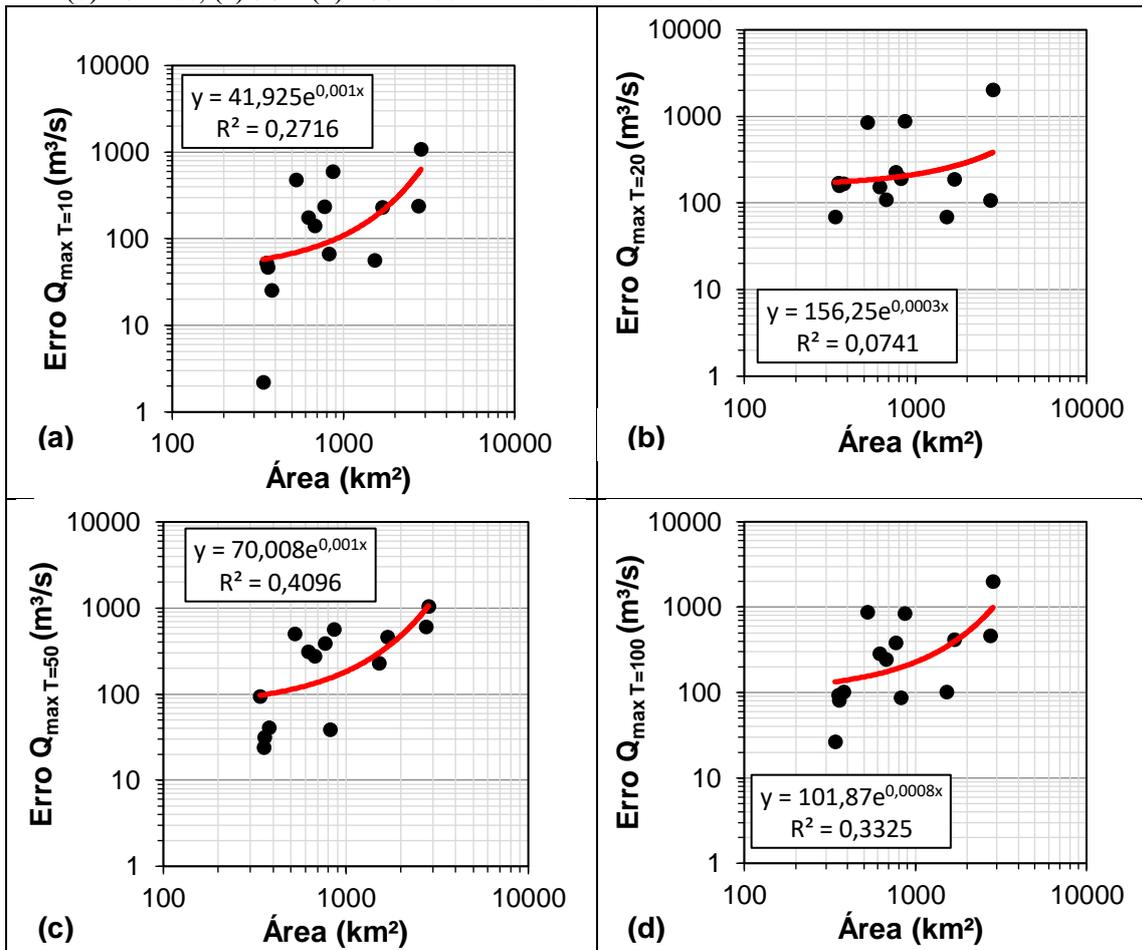 10000
1000
100
10
1
Erro Qmax T=10 (m³/s)
y = 41,925e^0,001x
R² = 0,2716
100
1000
10000
Área (km²)
(a)
10000
1000
100
10
1
Erro Qmax T=20 (m³/s)
y = 156,25e^0,0003x
R² = 0,0741
100
1000
10000
Área (km²)
(b)
10000
1000
100
10
1
Erro Qmax T=50 (m³/s)
y = 70,008e^0,001x
R² = 0,4096
100
1000
10000
Área (km²)
(c)
10000
1000
100
10
1
Erro Qmax T=100 (m³/s)
y = 101,87e^0,0008x
R² = 0,3325
100
1000
10000
Área (km²)
(d)